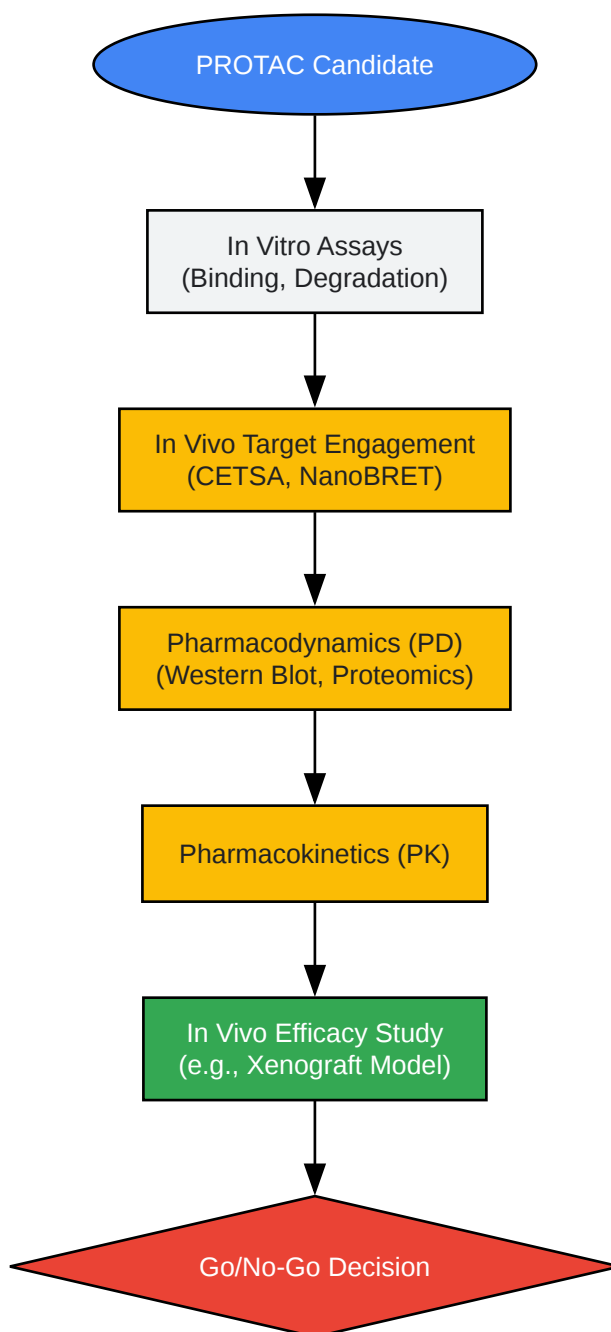 PROTAC Candidate
In Vitro Assays
(Binding, Degradation)
In Vivo Target Engagement
(CETSA, NanoBRET)
Pharmacodynamics (PD)
(Western Blot, Proteomics)
Pharmacokinetics (PK)
In Vivo Efficacy Study
(e.g., Xenograft Model)
Go/No-Go Decision